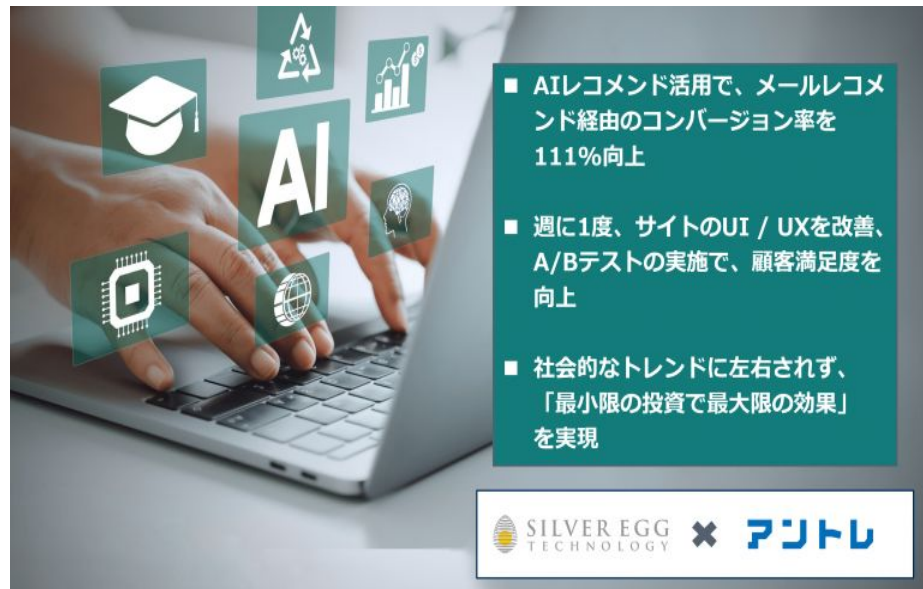 AI
■ AIレコメンド活用で、メールレコメ
ンド経由のコンバージョン率を
111%向上
■ 週に1度、サイトのUI / UXを改善、
A/Bテストの実施で、顧客満足度を
向上
■ 社会的なトレンドに左右されず、
「最小限の投資で最大限の効果」
を実現
SILVER EGG
TECHNOLOGY
× アントレ